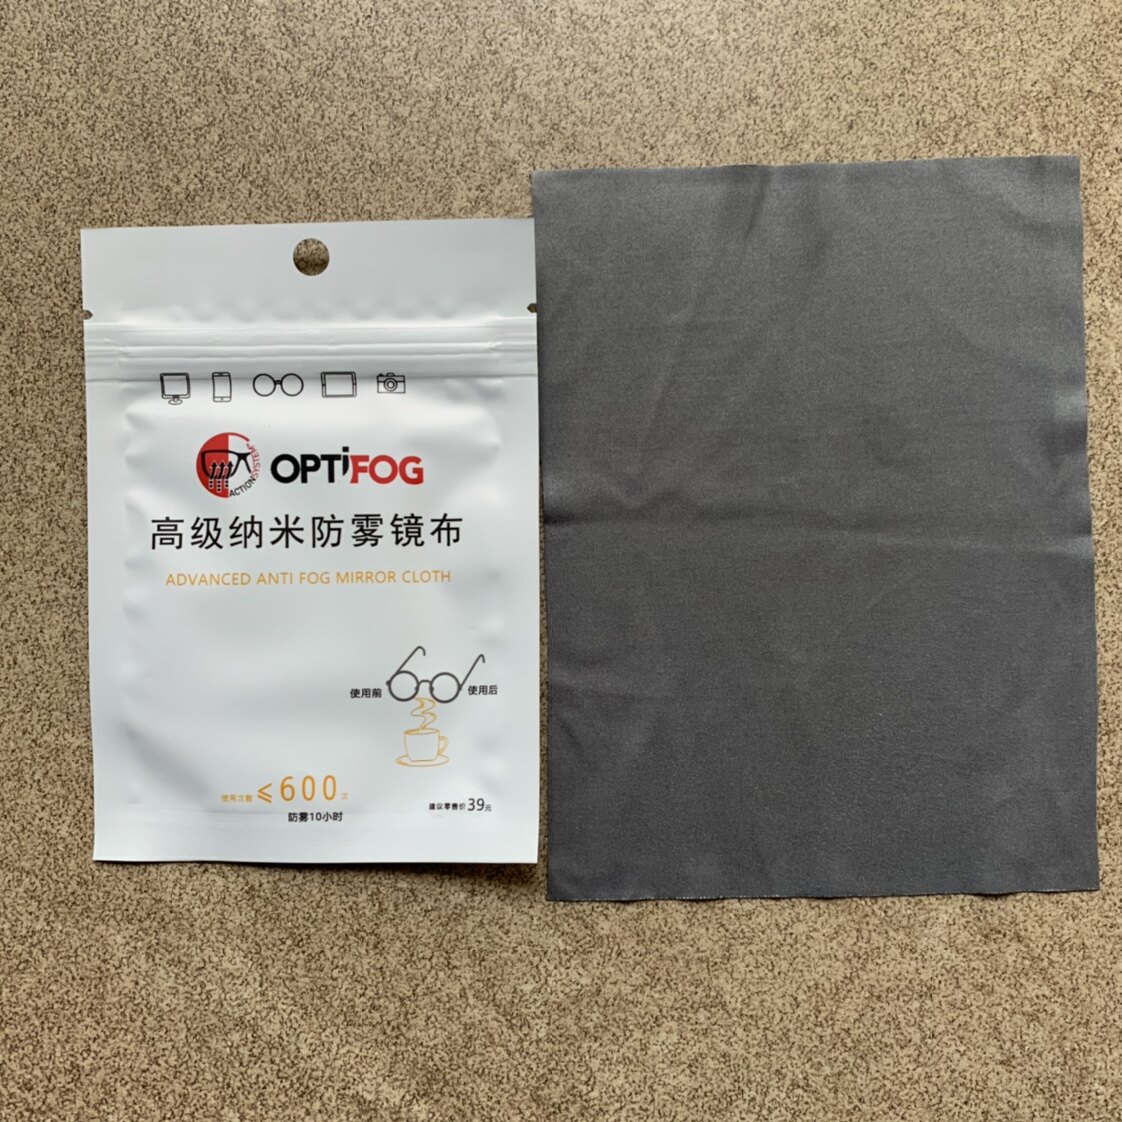 ACTIONSYSTEM
OPTiFOG
高级纳米防雾镜布
ADVANCED ANTI FOG MIRROR CLOTH
使用前
使用后
使用次数 ≤600次
防雾10小时
建议零售价39元